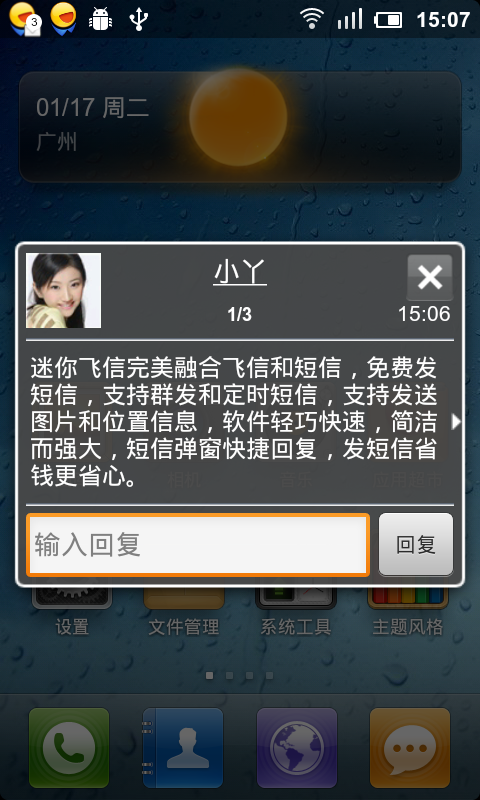 3
15:07
01/17 周二
广州
小丫
1/3
15:06
迷你飞信完美融合飞信和短信，免费发
短信，支持群发和定时短信，支持发送
图片和位置信息，软件轻巧快速，简洁
而强大，短信弹窗快捷回复，发短信省
钱更省心。
输入回复
回复
设置
文件管理
系统工具
主题风格